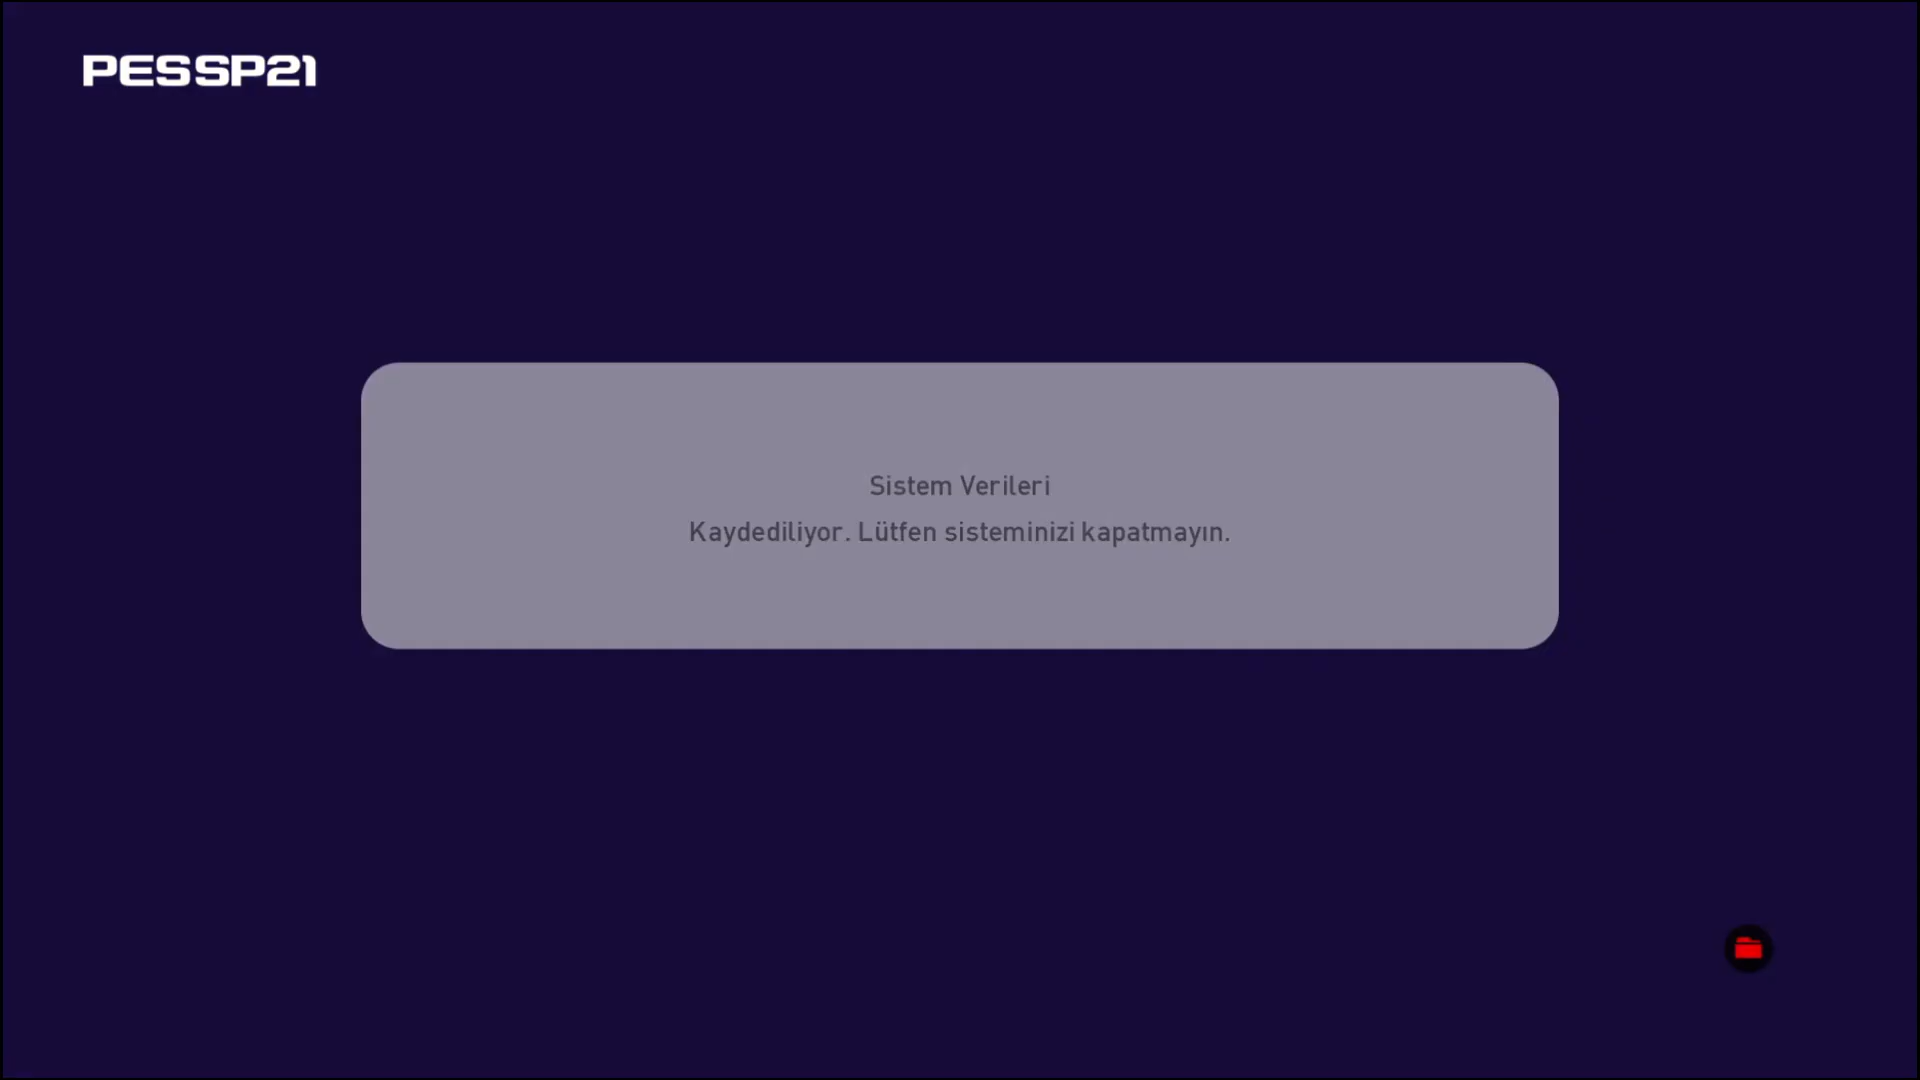 PESSP21
Sistem Verileri
Kaydediliyor. Lütfen sisteminizi kapatmayın.